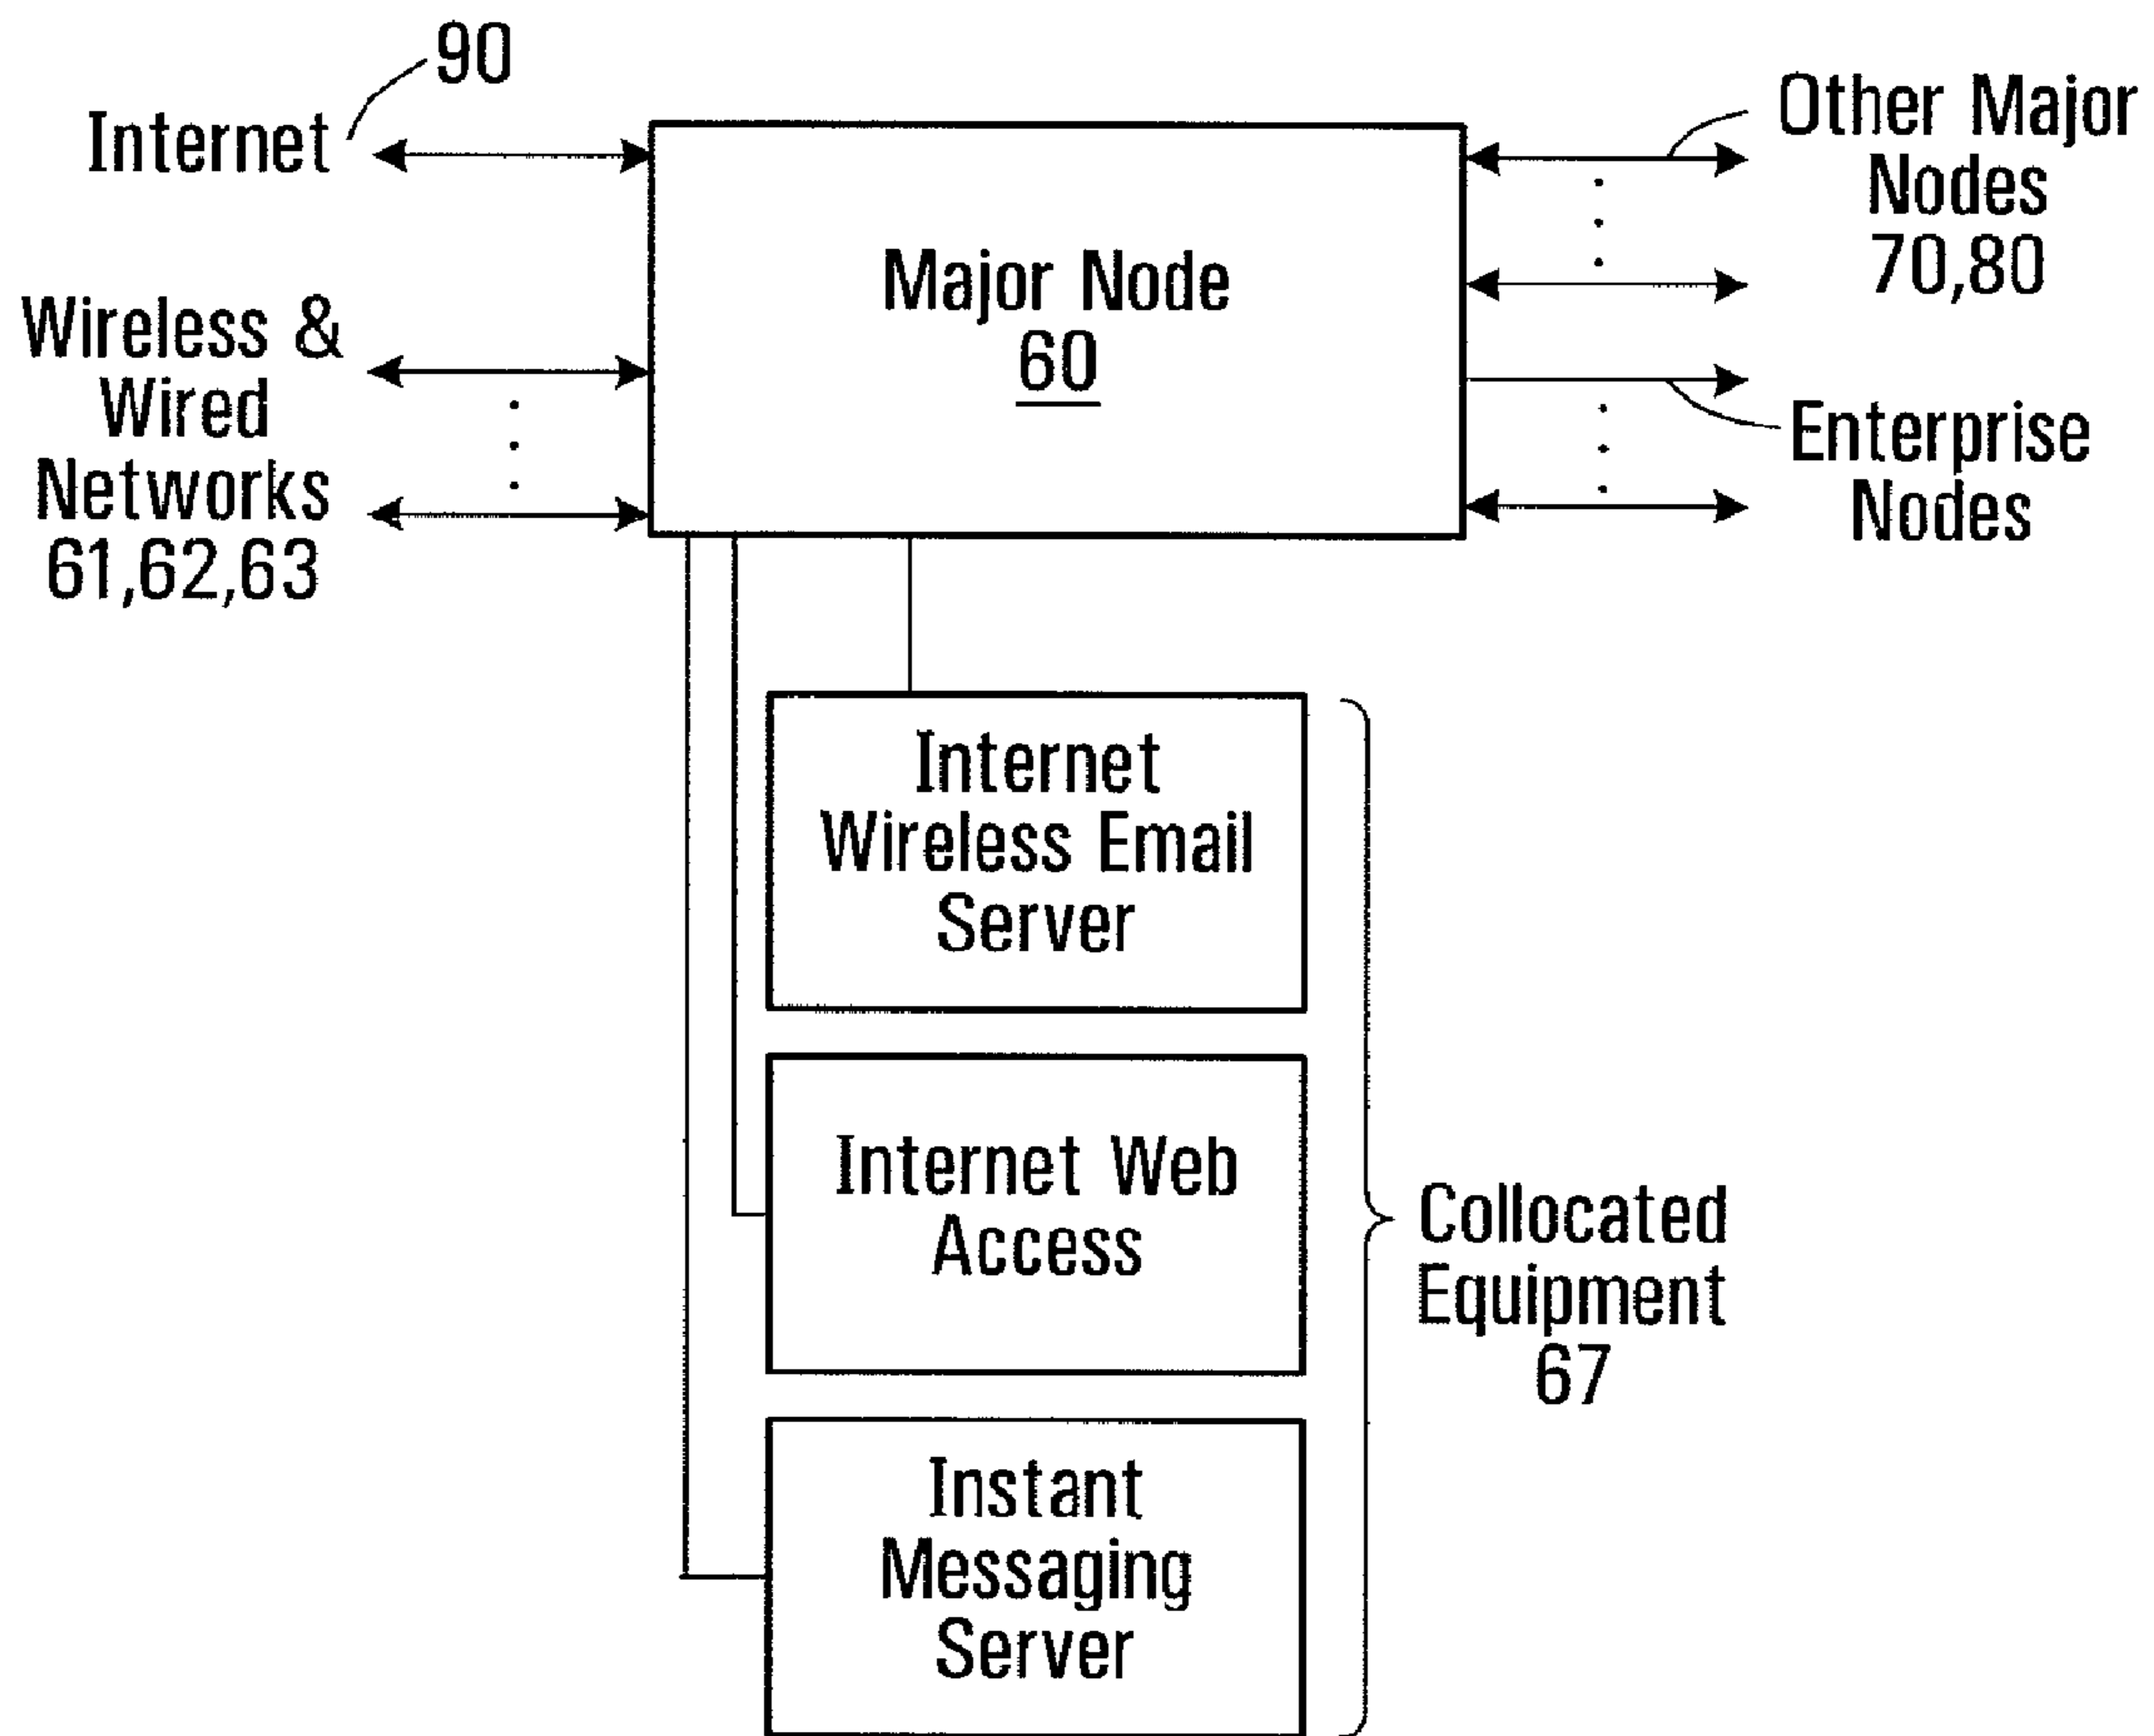 90
Internet
Wireless &
Wired
Networks
61,62,63
Major Node
60
Other Major
Nodes
70,80
Enterprise
Nodes
Internet
Wireless Email
Server
Internet Web
Access
Instant
Messaging
Server
Collocated
Equipment
67